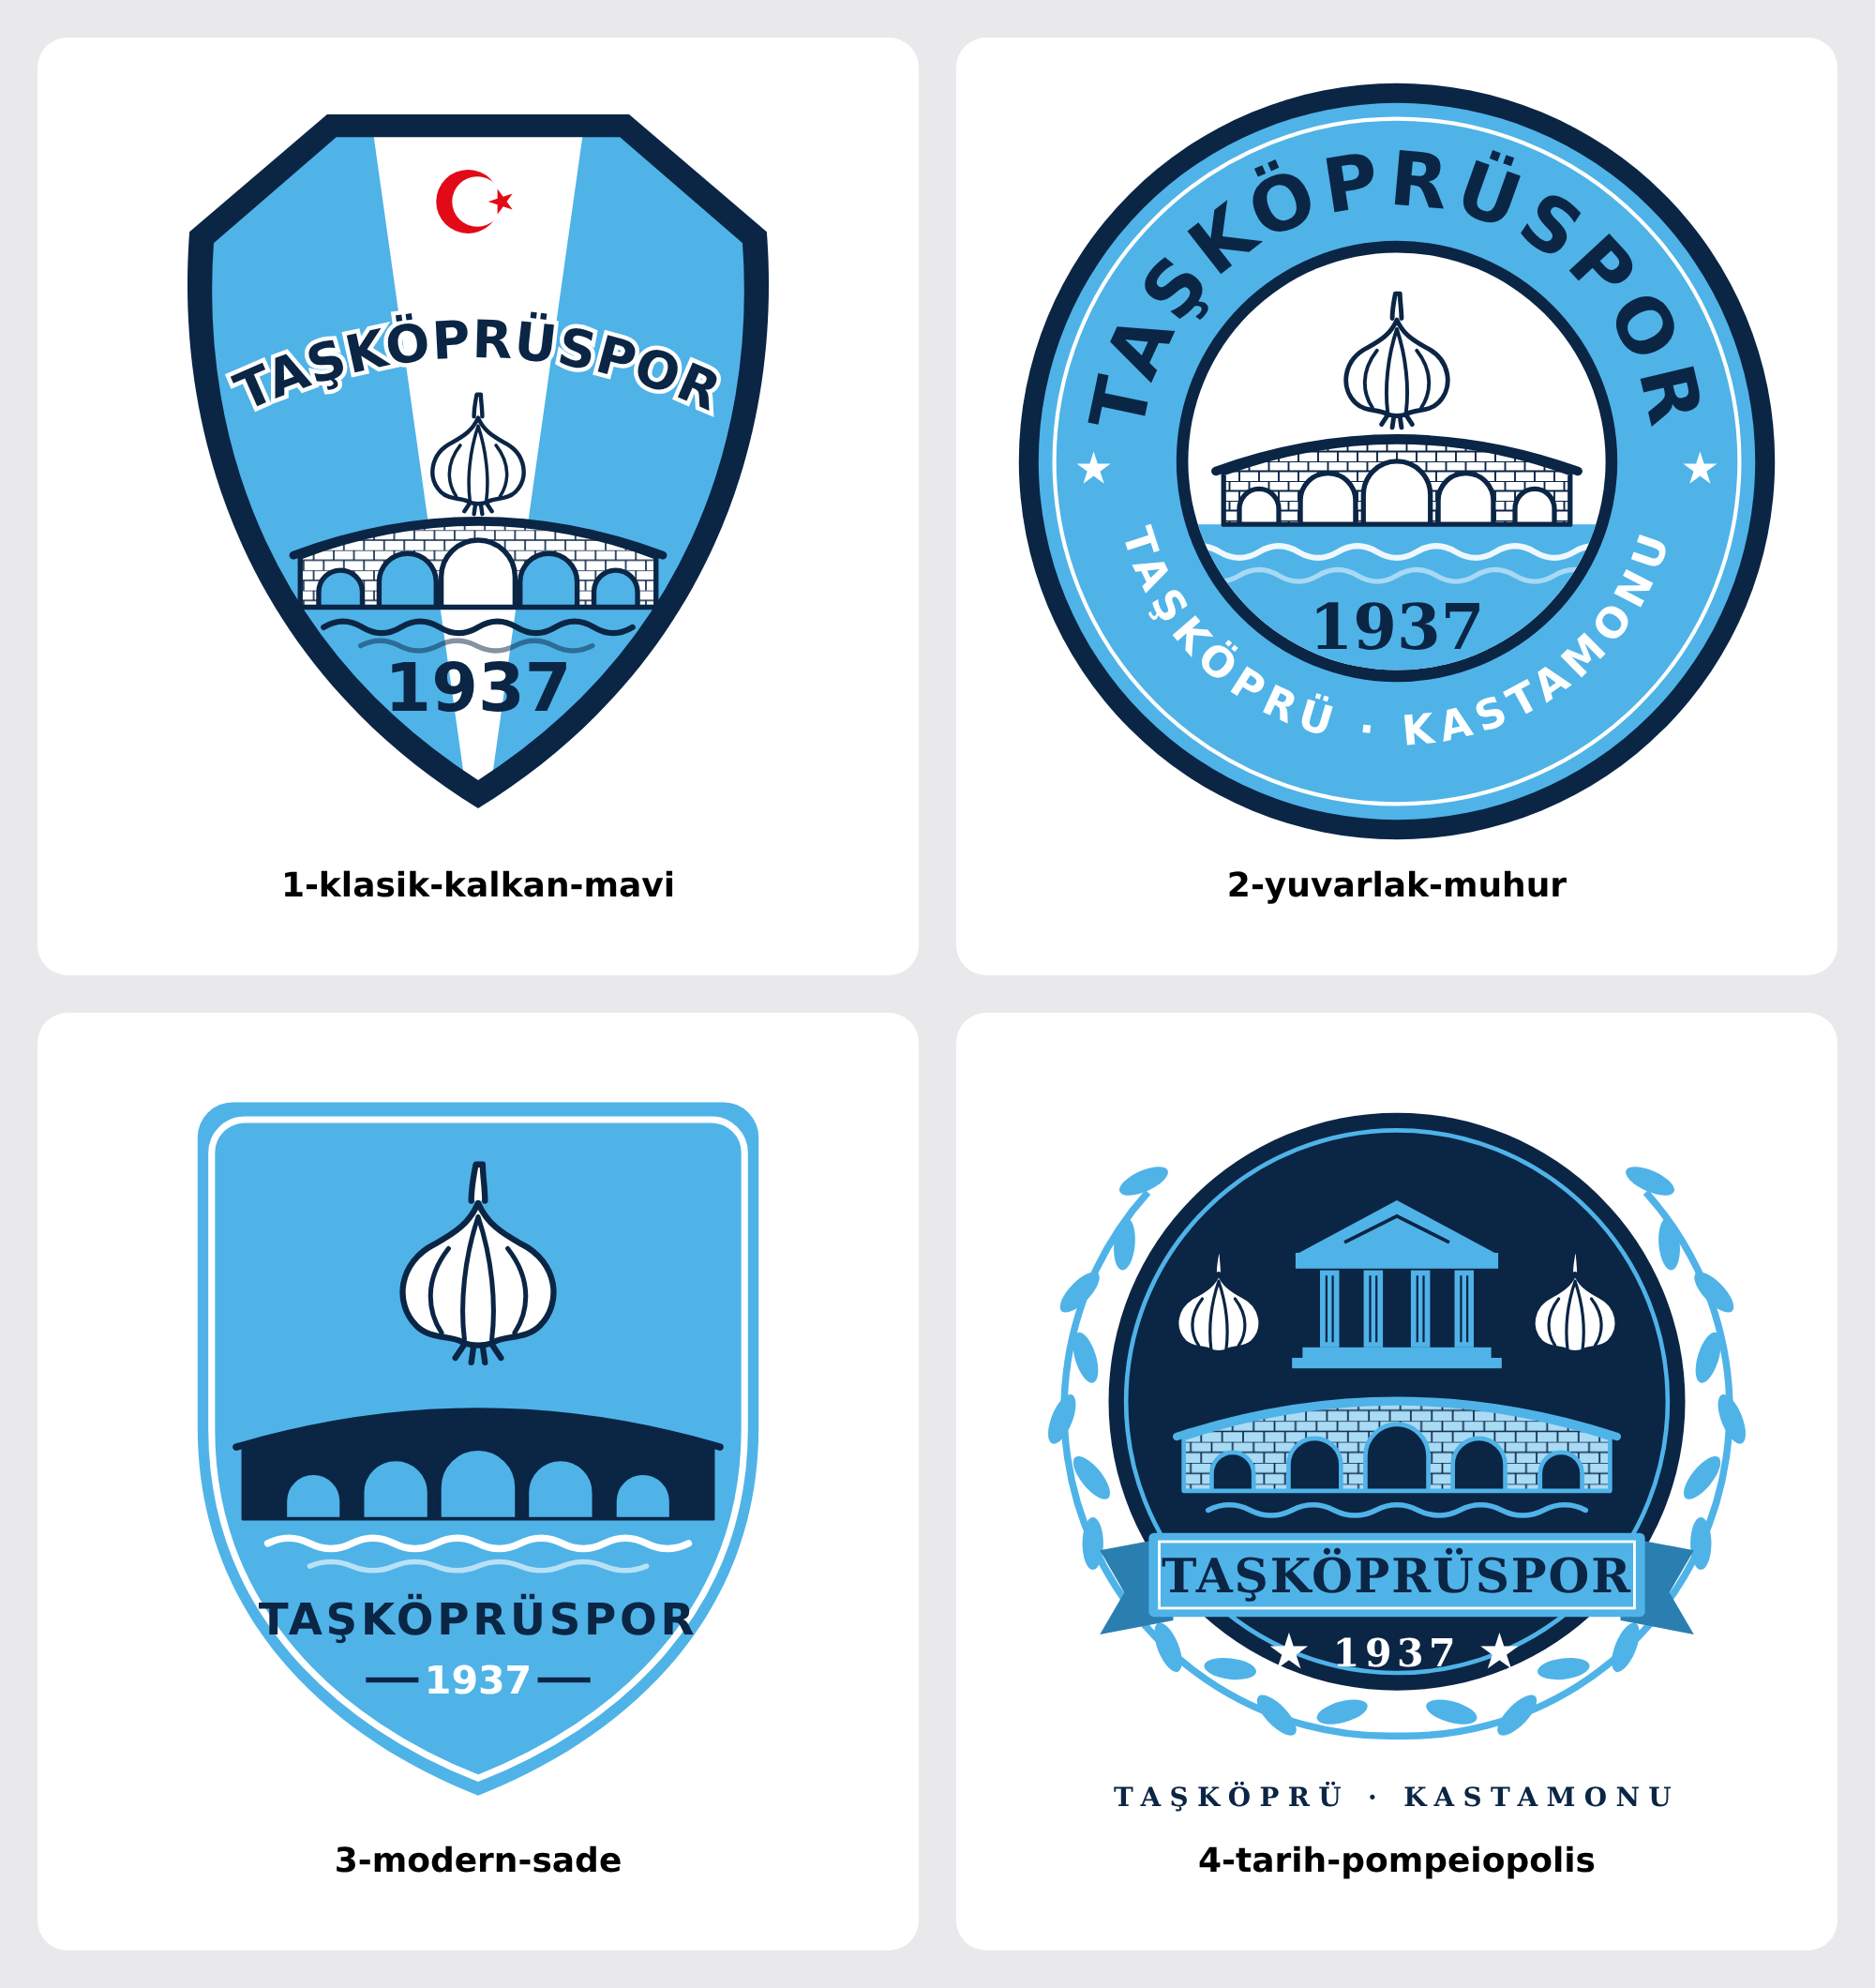 TAŞKÖPRÜSPOR
1937
1-klasik-kalkan-mavi
TAŞKÖPRÜSPOR
1937
TAŞKÖPRÜ · KASTAMONU
2-yuvarlak-muhur
TAŞKÖPRÜSPOR
1937
3-modern-sade
TAŞKÖPRÜSPOR
1937
TAŞKÖPRÜ · KASTAMONU
4-tarih-pompeiopolis